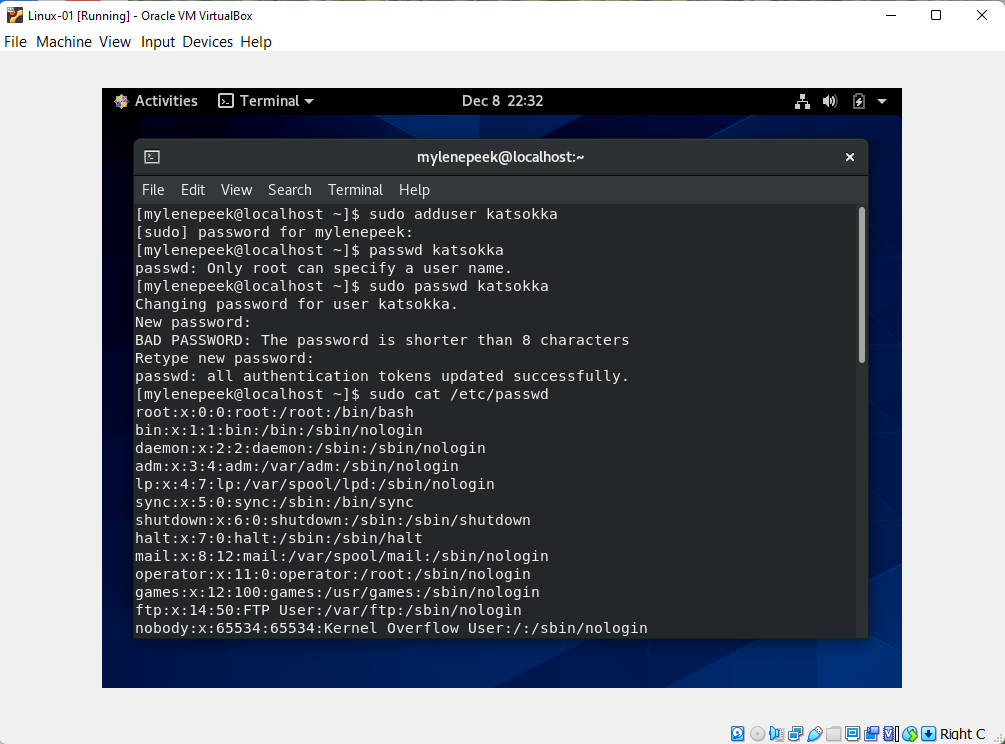 Linux-01 [Running] - Oracle VM VirtualBox
File Machine View Input Devices Help
Activities Terminal Dec 8 22:32
mylenepeek@localhost:~
File Edit View Search Terminal Help
[mylenepeek@localhost ~]$ sudo adduser katsokka
[sudo] password for mylenepeek:
[mylenepeek@localhost ~]$ passwd katsokka
passwd: Only root can specify a user name.
[mylenepeek@localhost ~]$ sudo passwd katsokka
Changing password for user katsokka.
New password:
BAD PASSWORD: The password is shorter than 8 characters
Retype new password:
passwd: all authentication tokens updated successfully.
[mylenepeek@localhost ~]$ sudo cat /etc/passwd
root:x:0:0:root:/root:/bin/bash
bin:x:1:1:bin:/bin:/sbin/nologin
daemon:x:2:2:daemon:/sbin:/sbin/nologin
adm:x:3:4:adm:/var/adm:/sbin/nologin
lp:x:4:7:lp:/var/spool/lpd:/sbin/nologin
sync:x:5:0:sync:/sbin:/bin/sync
shutdown:x:6:0:shutdown:/sbin:/sbin/shutdown
halt:x:7:0:halt:/sbin:/sbin/halt
mail:x:8:12:mail:/var/spool/mail:/sbin/nologin
operator:x:11:0:operator:/root:/sbin/nologin
games:x:12:100:games:/usr/games:/sbin/nologin
ftp:x:14:50:FTP User:/var/ftp:/sbin/nologin
nobody:x:65534:65534:Kernel Overflow User:/:/sbin/nologin
Right C